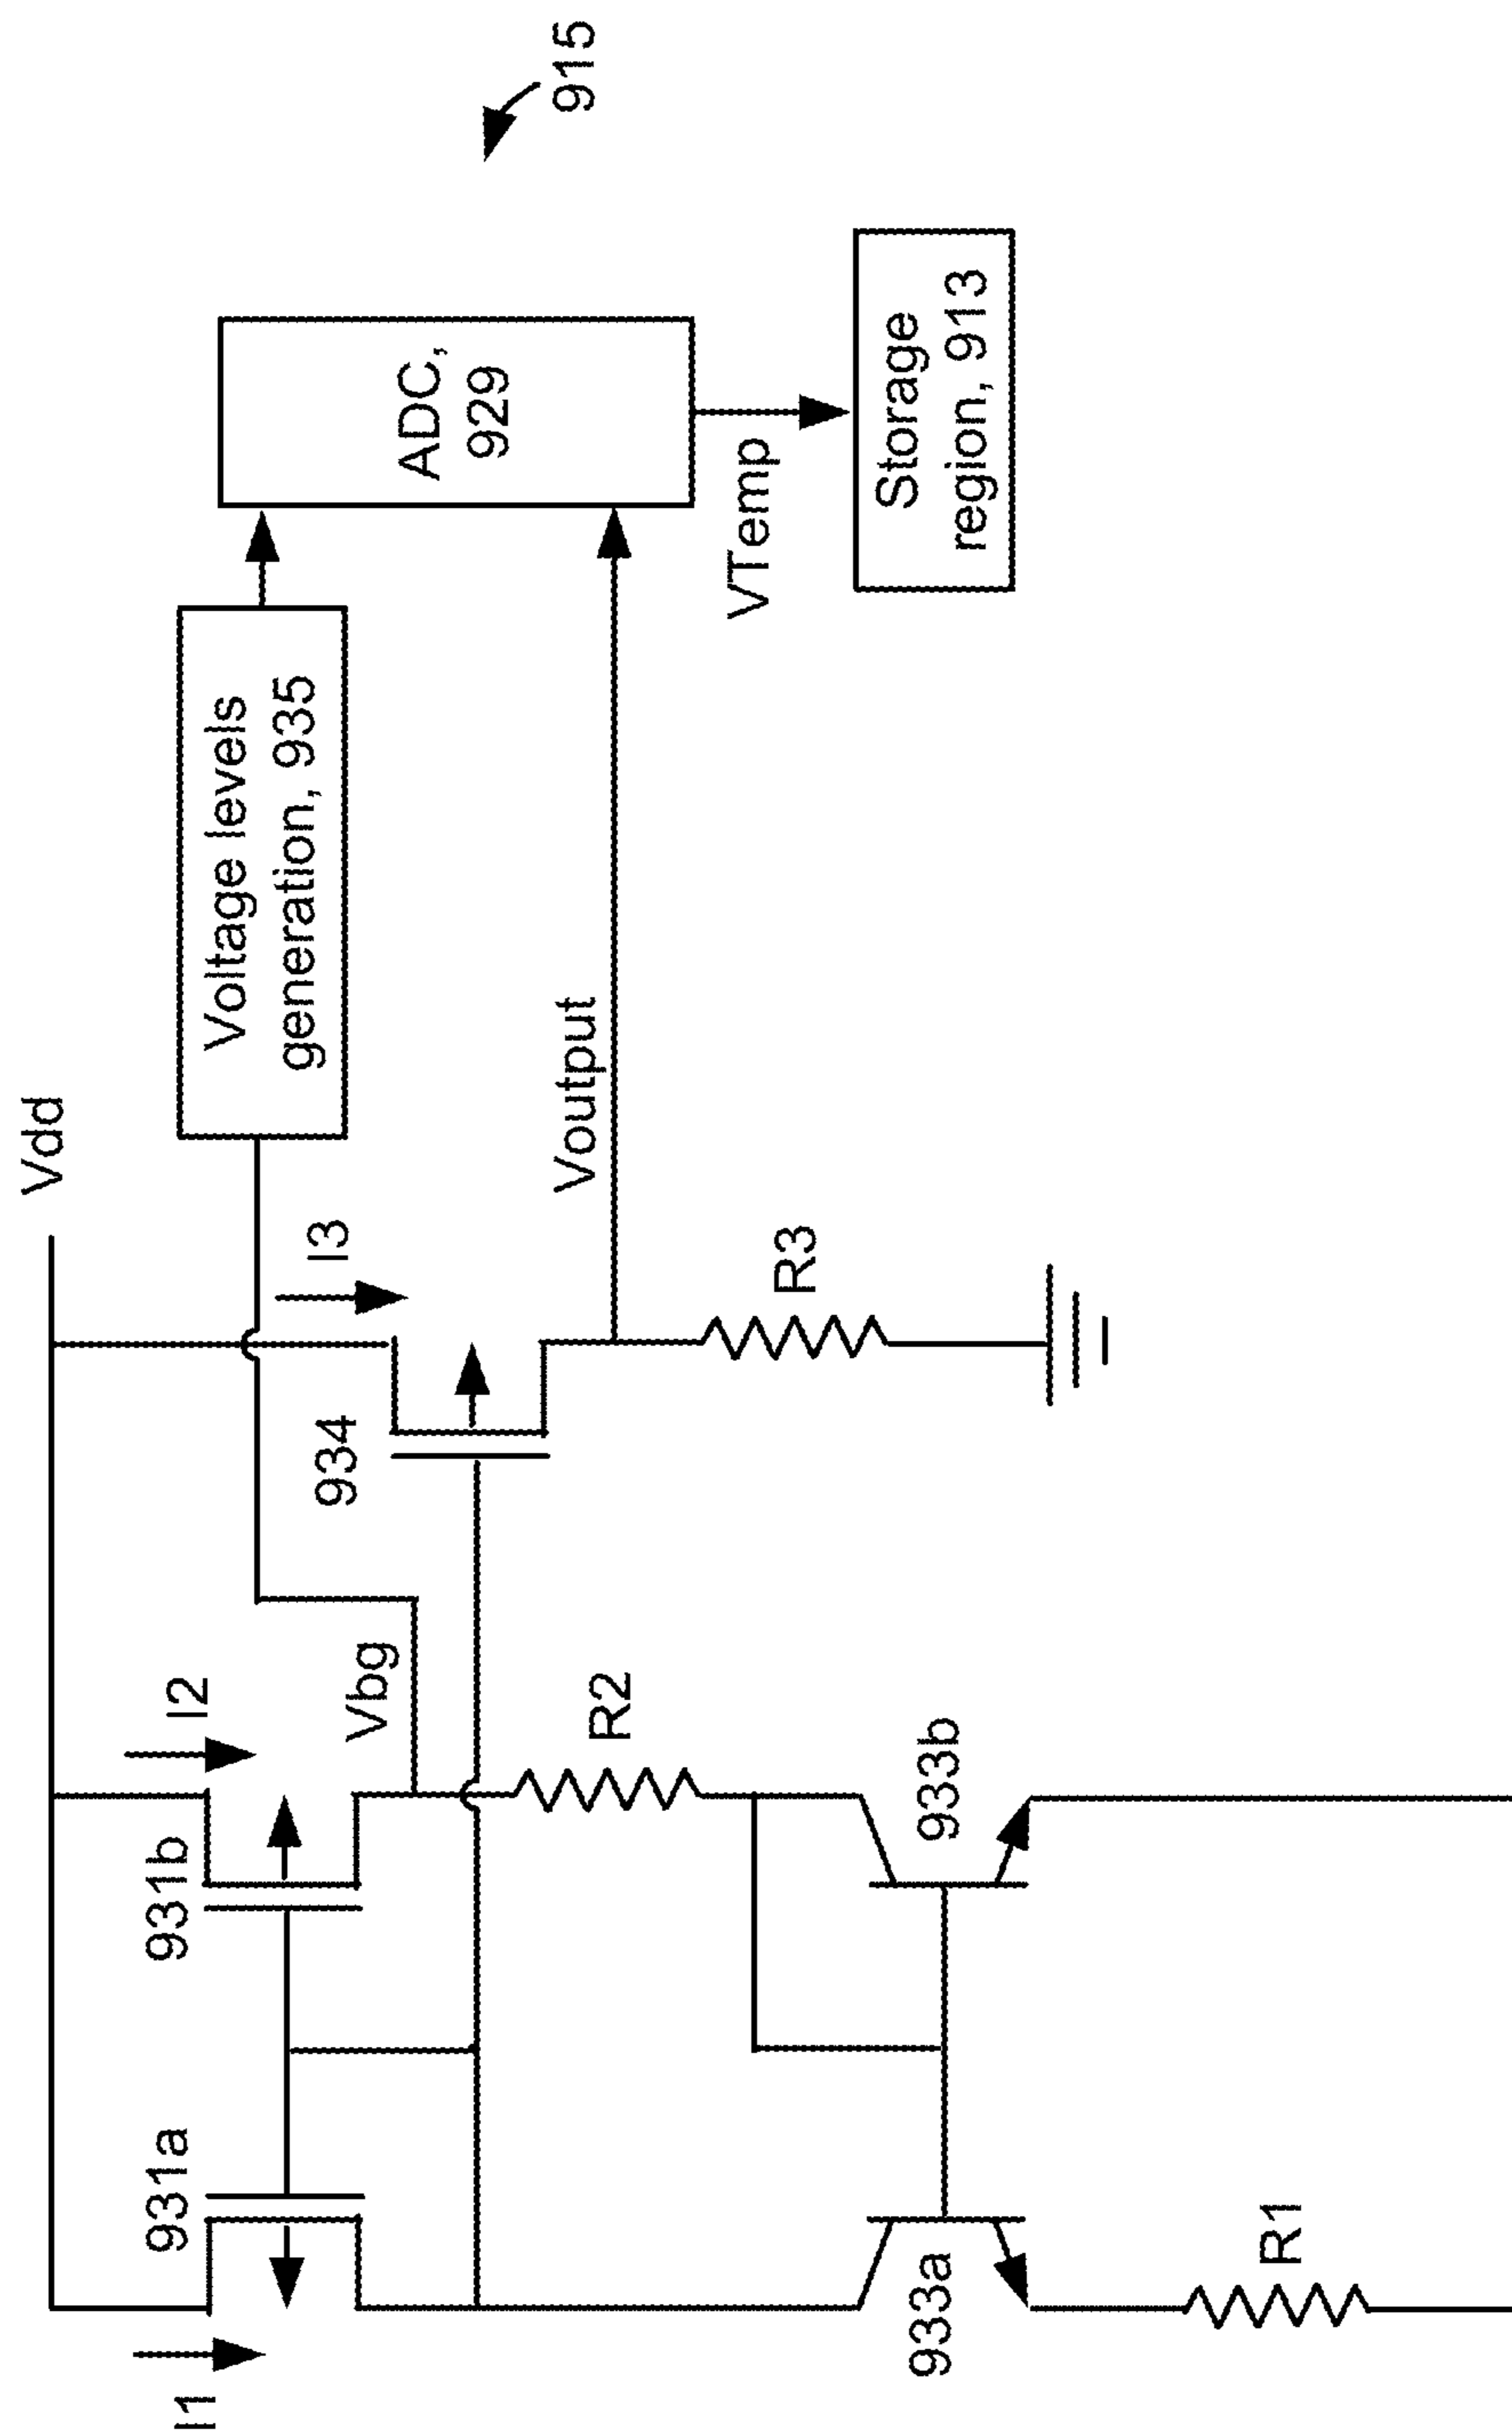 Vdd
I1
931a
931b
I2
Vbg
934
I3
Voltage levels
generation, 935
ADC,
929
915
Voutput
VTemp
Storage
region, 913
R2
R3
933a
933b
R1